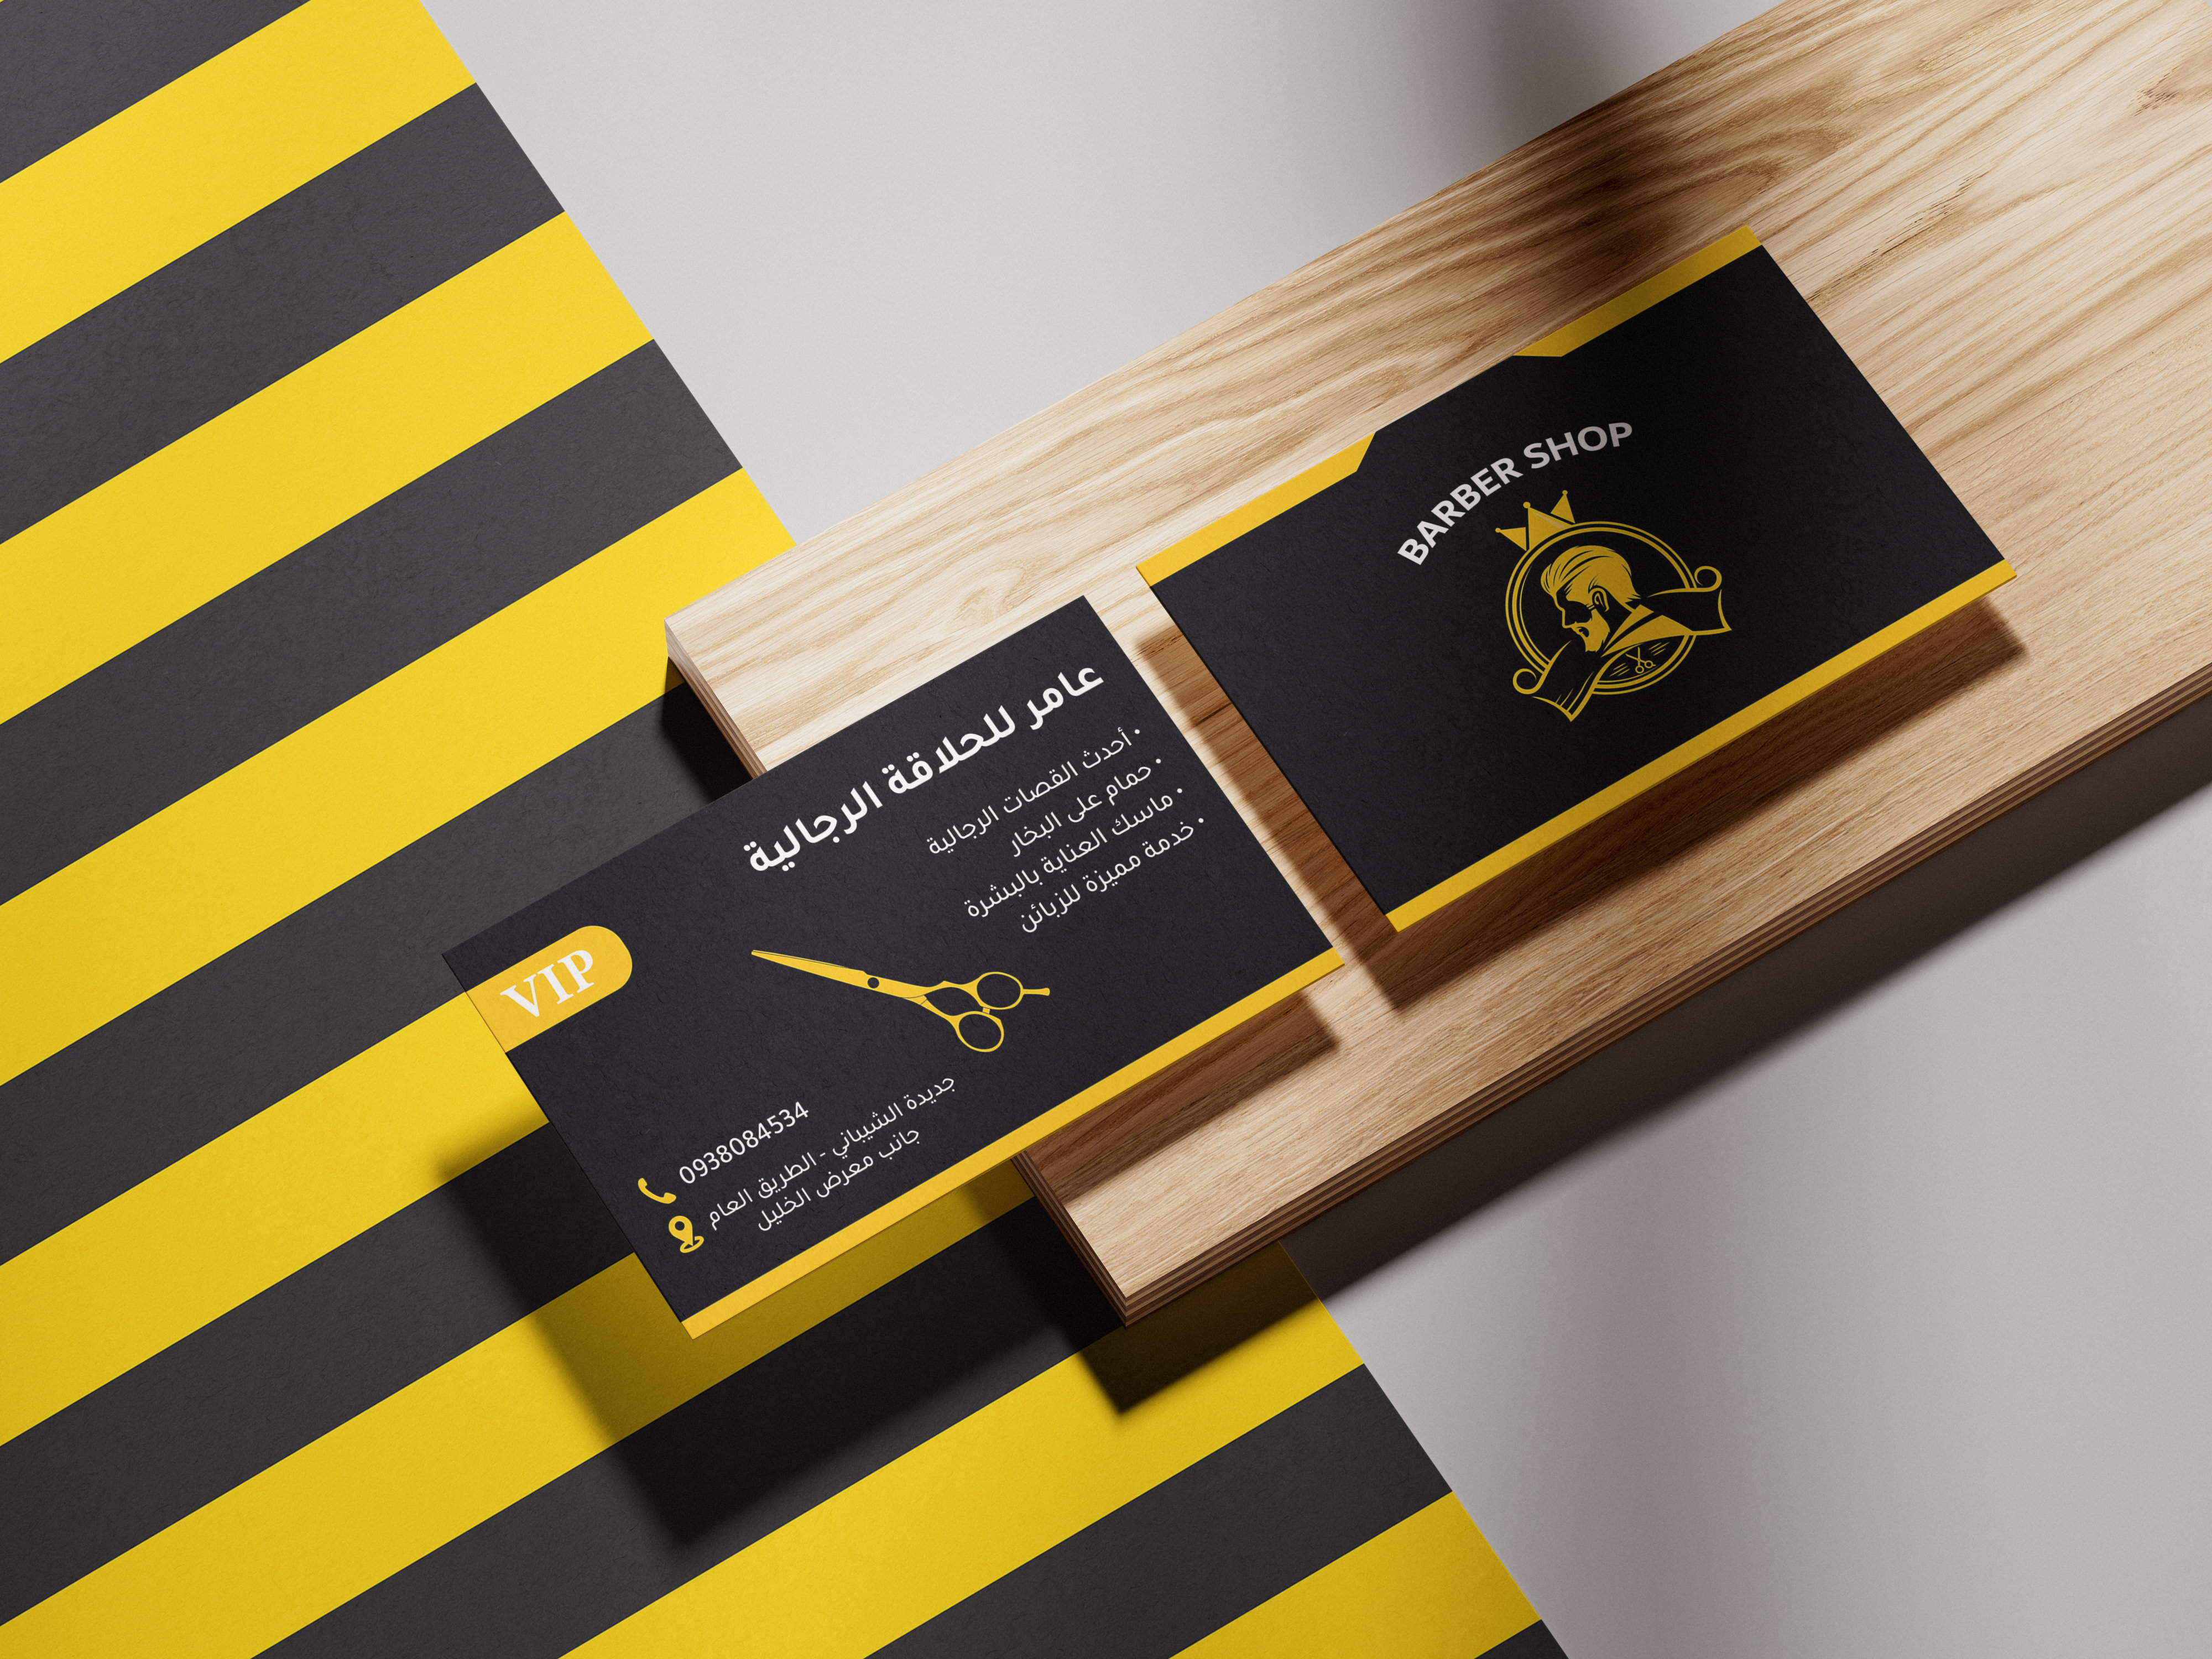 BARBER SHOP
عامر للحلاقة الرجالية
• أحدث القصات الرجالية
• حمام على البخار
• ماسك العناية بالبشرة
• خدمة مميزة للزبائن
VIP
0938084534
جديدة الشيباني - الطريق العام
جانب معرض الخليل